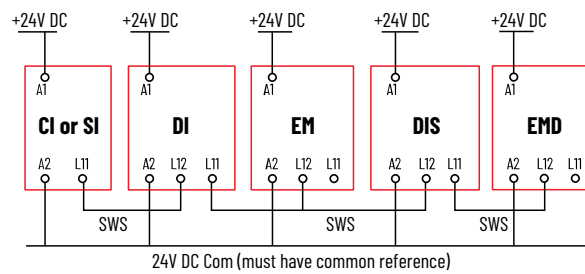 +24V DC +24V DC +24V DC +24V DC +24V DC
A1 A1 A1 A1 A1
CI or SI DI EM DIS EMD
A2 L11 A2 L12 L11 A2 L12 L11 A2 L12 L11 A2 L12 L11
SWS SWS SWS
24V DC Com (must have common reference)